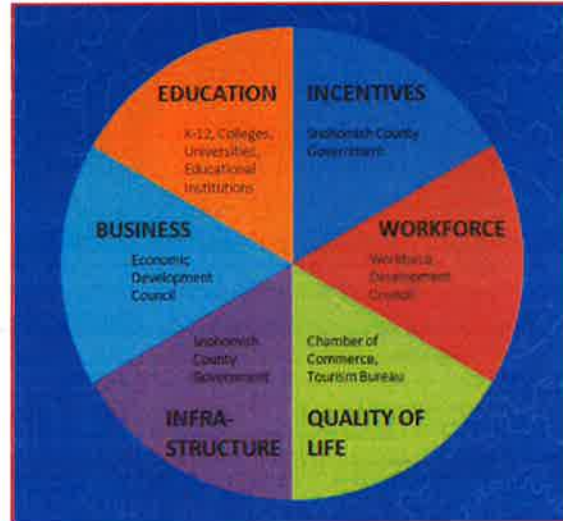 EDUCATION
K-12, Colleges,
Universities,
Educational
Institutions
INCENTIVES
Snohomish County
Government
BUSINESS
Economic
Development
Council
WORKFORCE
Workforce
Development
Council
Snohomish
County
Government
INFRA-
STRUCTURE
Chamber of
Commerce,
Tourism Bureau
QUALITY OF
LIFE